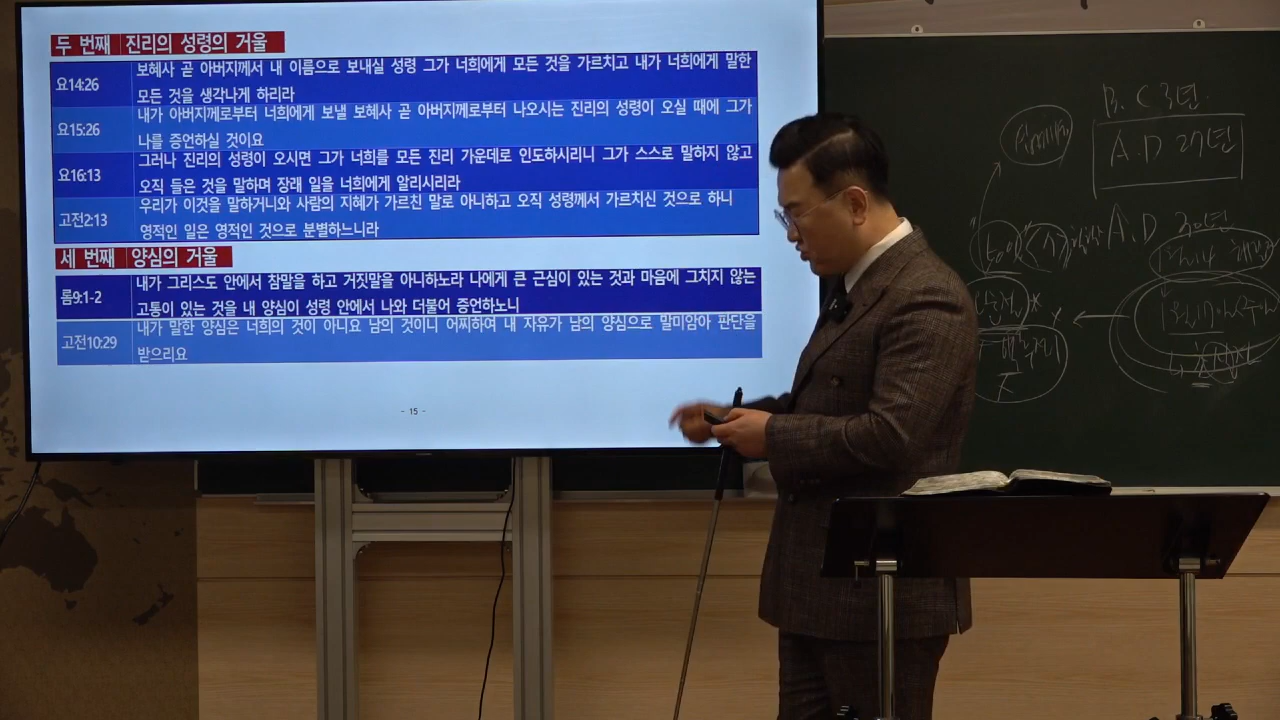 두 번째 진리의 성령의 거울
요14:26
보혜사 곧 아버지께서 내 이름으로 보내실 성령 그가 너희에게 모든 것을 가르치고 내가 너희에게 말한
모든 것을 생각나게 하리라
요15:26
내가 아버지께로부터 너희에게 보낼 보혜사 곧 아버지께로부터 나오시는 진리의 성령이 오실 때에 그가
나를 증언하실 것이요
요16:13
그러나 진리의 성령이 오시면 그가 너희를 모든 진리 가운데로 인도하시리니 그가 스스로 말하지 않고
오직 들은 것을 말하며 장래 일을 너희에게 알리시리라
고전2:13
우리가 이것을 말하거니와 사람의 지혜가 가르친 말로 아니하고 오직 성령께서 가르치신 것으로 하니
영적인 일은 영적인 것으로 분별하느니라
세 번째 양심의 거울
롬9:1-2
내가 그리스도 안에서 참말을 하고 거짓말을 아니하노라 나에게 큰 근심이 있는 것과 마음에 그치지 않는
고통이 있는 것을 내 양심이 성령 안에서 나와 더불어 증언하노니
고전10:29
내가 말한 양심은 너희의 것이 아니요 남의 것이니 어찌하여 내 자유가 남의 양심으로 말미암아 판단을
받으리요
- 15 -
B.C 3년.
A.D 27년
A.D 30년